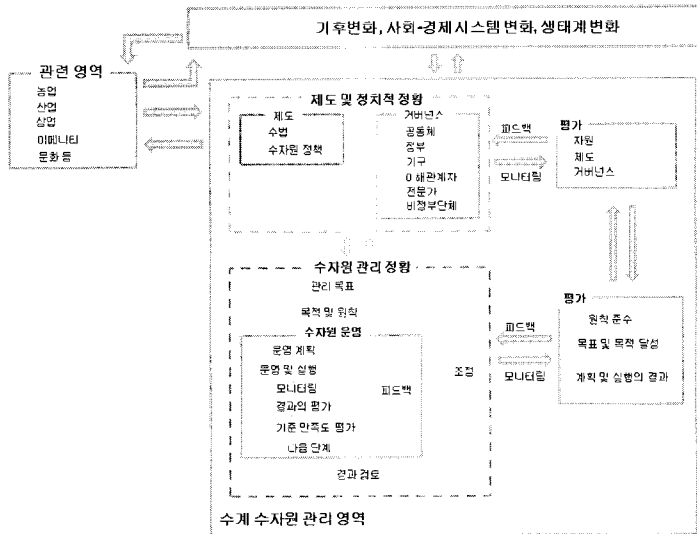 기후변화, 사회-경제시스템 변화, 생태계변화
관련 영역
농업
산업
상업
어메니티
문화 등
제도 및 정치적 정황
제도
수법
수자원 정책
거버넌스
공동체
정부
기구
이해관계자
전문가
비정부단체
피드백
모니터링
평가
자원
제도
거버넌스
수자원 관리 정황
관리 목표
목적 및 원칙
수자원 운영
운영 계획
운영 및 실행
모니터링
결과의 평가
기준 만족도 평가
다음 단계
피드백
조정
결과 검토
피드백
모니터링
평가
원칙 준수
목표 및 목적 달성
계획 및 실행의 결과
수계 수자원 관리 영역